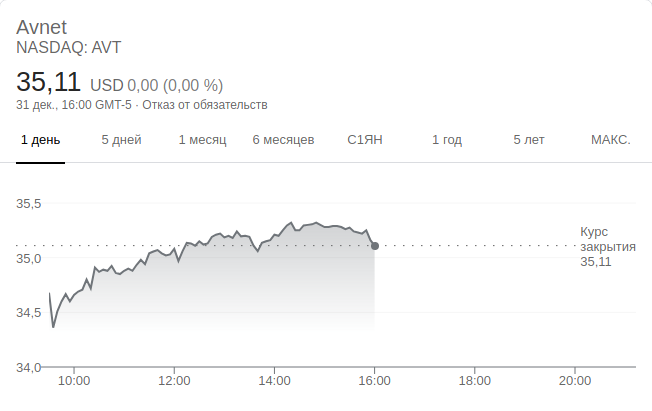 Avnet
NASDAQ: AVT
35,11 USD 0,00 (0,00 %)
31 дек., 16:00 GMT-5 · Отказ от обязательств
1 день 5 дней 1 месяц 6 месяцев С1ЯН 1 год 5 лет МАКС.
35,5
Курс
закрытия
35,11
35,0
34,5
34,0
10:00 12:00 14:00 16:00 18:00 20:00